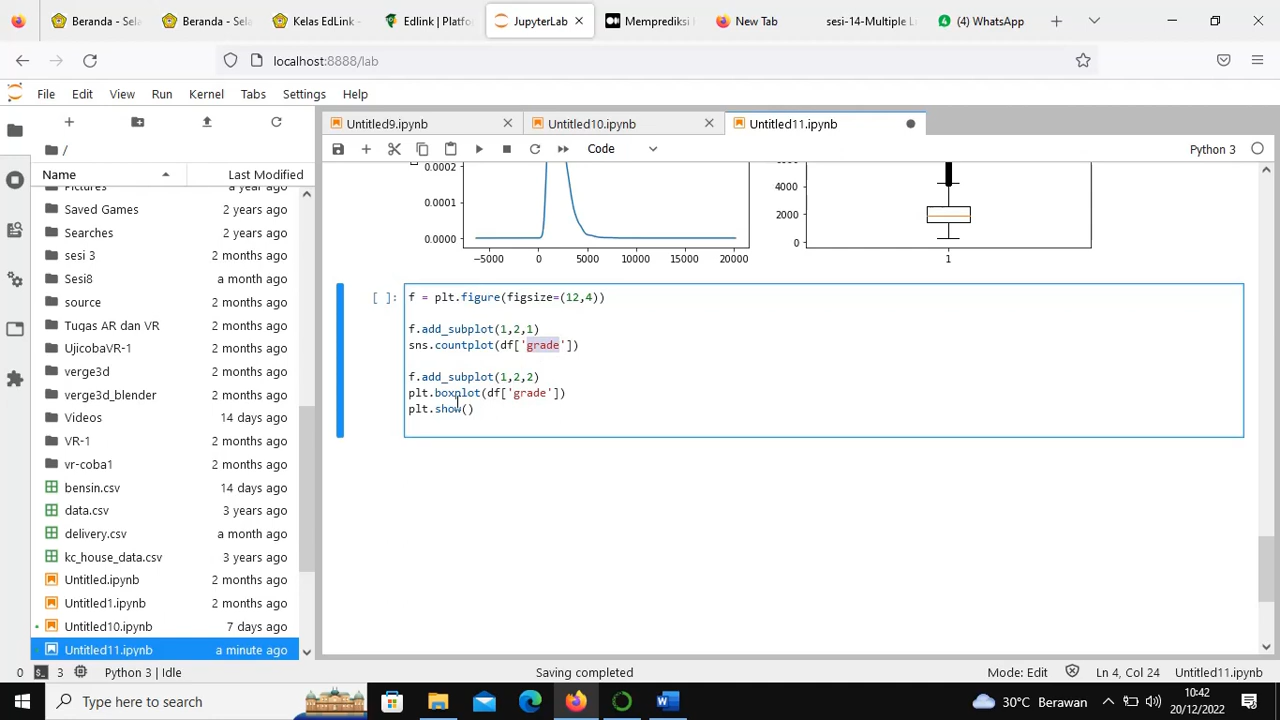 Beranda - Sela
Beranda - Sela
Kelas EdLink -
Edlink | Platfo
JupyterLab
Memprediksi
New Tab
sesi-14-Multiple Li
(4) WhatsApp
localhost:8888/lab
File Edit View Run Kernel Tabs Settings Help
Untitled9.ipynb
Untitled10.ipynb
Untitled11.ipynb
Code
Python 3
/
Name Last Modified
Pictures a year ago
Saved Games 2 years ago
Searches 2 years ago
sesi 3 2 months ago
Sesi8 a month ago
source 2 months ago
Tugas AR dan VR 2 months ago
UjicobaVR-1 2 months ago
verge3d 2 months ago
verge3d_blender 2 months ago
Videos 14 days ago
VR-1 2 months ago
vr-coba1 2 months ago
bensin.csv 14 days ago
data.csv 3 years ago
delivery.csv a month ago
kc_house_data.csv 3 years ago
Untitled.ipynb 2 months ago
Untitled1.ipynb 2 months ago
Untitled10.ipynb 7 days ago
Untitled11.ipynb a minute ago
0.0002
0.0001
0.0000
−5000 0 5000 10000 15000 20000
4000
2000
0
1
[ ]:
f = plt.figure(figsize=(12,4))
f.add_subplot(1,2,1)
sns.countplot(df['grade'])
f.add_subplot(1,2,2)
plt.boxplot(df['grade'])
plt.show()
0 3 Python 3 | Idle Saving completed Mode: Edit Ln 4, Col 24 Untitled11.ipynb
Type here to search
30°C Berawan
10:42
20/12/2022